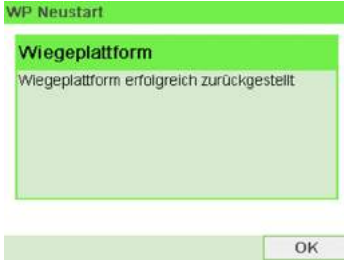 WP Neustart
Wiegeplattform
Wiegeplattform erfolgreich zurückgestellt
OK